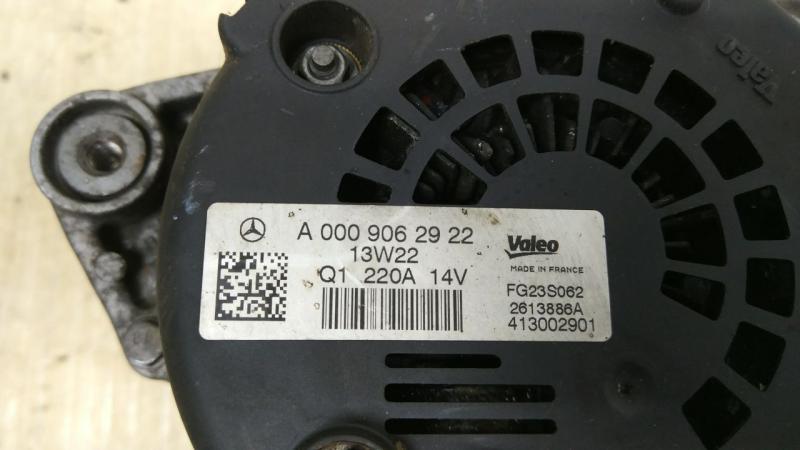 valeo
A 000 906 29 22
13W22
Q1 220A 14V
Valeo
MADE IN FRANCE
FG23S062
2613886A
413002901